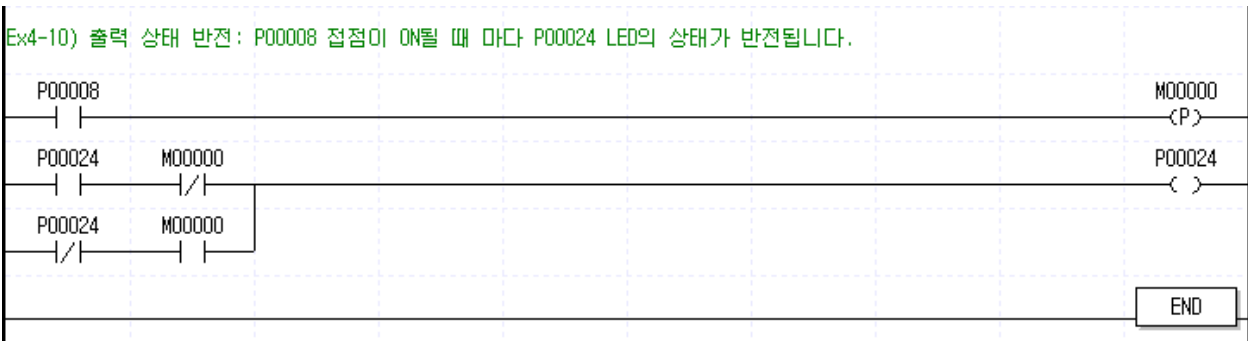 Ex4-10) 출력 상태 반전: P00008 접점이 ON될 때 마다 P00024 LED의 상태가 반전됩니다.
P00008 M00000
P
P00024 M00000 P00024
P00024 M00000
END